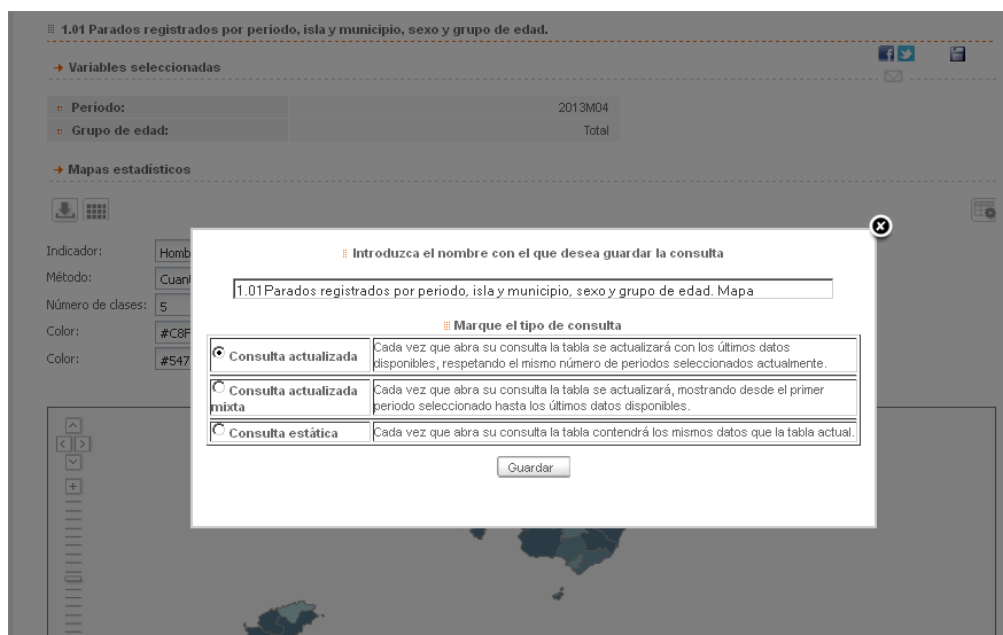 1.01 Parados registrados por periodo, isla y municipio, sexo y grupo de edad.
Variables seleccionadas
Período: 2013M04
Grupo de edad: Total
Mapas estadísticos
Indicador: Homb
Método: Cuant
Número de clases: 5
Color: #C8F
Color: #547
Introduzca el nombre con el que desea guardar la consulta
1.01Parados registrados por periodo, isla y municipio, sexo y grupo de edad. Mapa
Marque el tipo de consulta
Consulta actualizada
Cada vez que abra su consulta la tabla se actualizará con los últimos datos
disponibles, respetando el mismo número de periodos seleccionados actualmente.
Consulta actualizada
mixta
Cada vez que abra su consulta la tabla se actualizará, mostrando desde el primer
periodo seleccionado hasta los últimos datos disponibles.
Consulta estática
Cada vez que abra su consulta la tabla contendrá los mismos datos que la tabla actual.
Guardar